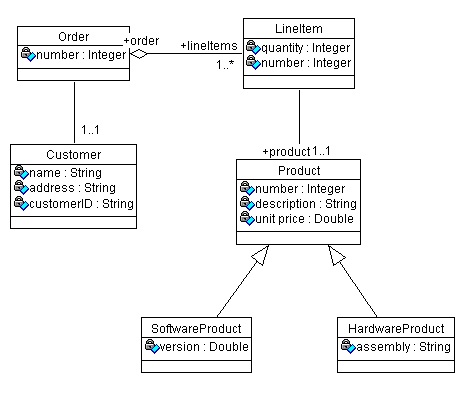 Order
number : Integer
+order
+lineItems
1..*
LineItem
quantity : Integer
number : Integer
1..1
Customer
name : String
address : String
customerID : String
+product
1..1
Product
number : Integer
description : String
unit price : Double
SoftwareProduct
version : Double
HardwareProduct
assembly : String